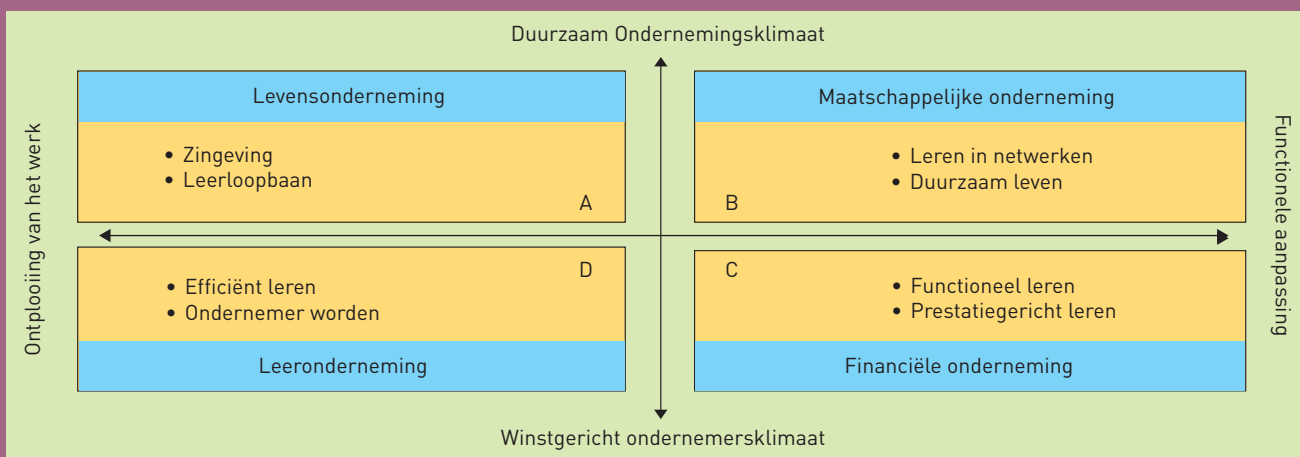 Duurzaam Ondernemingsklimaat
Ontplooiing van het werk
Levensonderneming
• Zingeving
• Leerloopbaan
A
Maatschappelijke onderneming
• Leren in netwerken
• Duurzaam leven
B
Functionele aanpassing
D
• Efficiënt leren
• Ondernemer worden
Leeronderneming
C
• Functioneel leren
• Prestatiegericht leren
Financiële onderneming
Winstgericht ondernemersklimaat